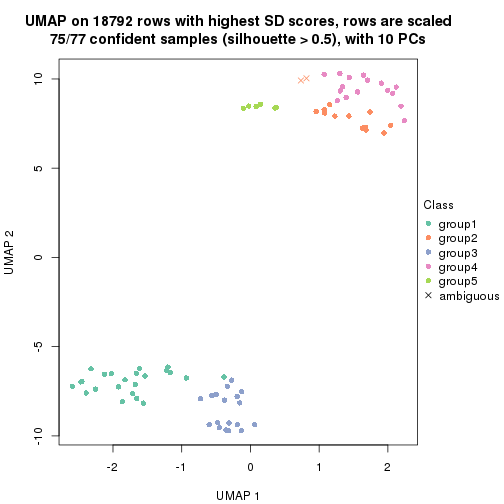 UMAP on 18792 rows with highest SD scores, rows are scaled
75/77 confident samples (silhouette > 0.5), with 10 PCs
10
5
0
-5
-10
UMAP 2
-2
-1
0
1
2
UMAP 1
Class
group1
group2
group3
group4
group5
ambiguous